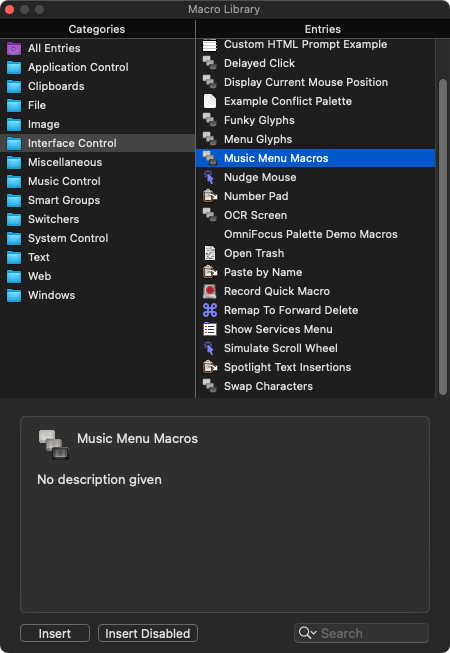 Macro Library
Categories
Entries
All Entries
Application Control
Clipboards
File
Image
Interface Control
Miscellaneous
Music Control
Smart Groups
Switchers
System Control
Text
Web
Windows
Custom HTML Prompt Example
Delayed Click
Display Current Mouse Position
Example Conflict Palette
Funky Glyphs
Menu Glyphs
Music Menu Macros
Nudge Mouse
Number Pad
OCR Screen
OmniFocus Palette Demo Macros
Open Trash
Paste by Name
Record Quick Macro
Remap To Forward Delete
Show Services Menu
Simulate Scroll Wheel
Spotlight Text Insertions
Swap Characters
Music Menu Macros
No description given
Insert
Insert Disabled
Search